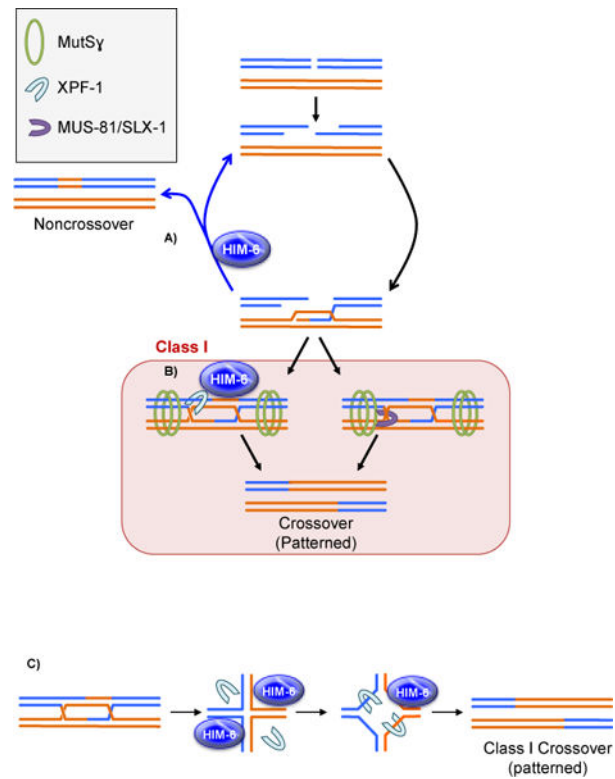 MutSɣ
XPF-1
MUS-81/SLX-1
Noncrossover
A)
HIM-6
Class I
B)
HIM-6
Crossover
(Patterned)
C)
HIM-6
HIM-6
HIM-6
Class I Crossover
(patterned)